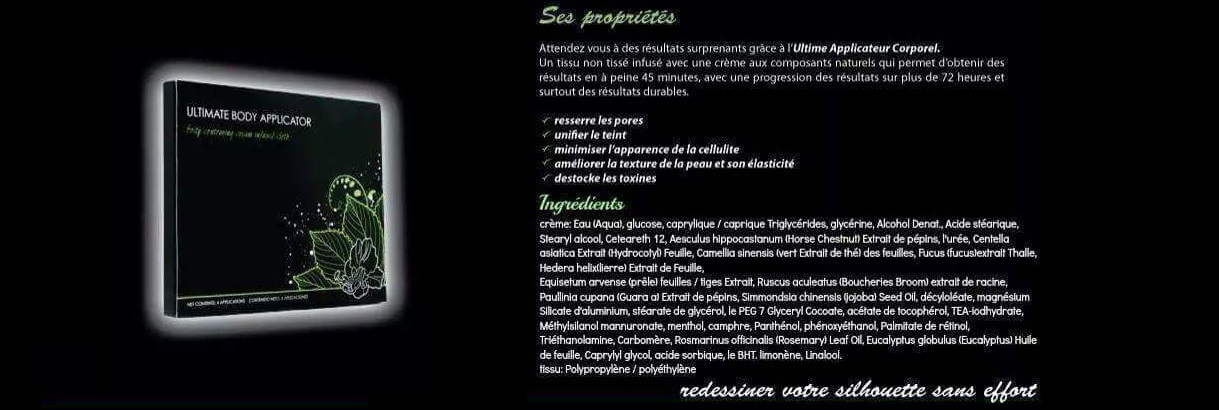 ULTIMATE BODY APPLICATOR
NET CONTENTS: 4 APPLICATIONS
Ses propriétés
Attendez vous à des résultats surprenants grâce à l'Ultime Applicateur Corporel.
Un tissu non tissé infusé avec une crème aux composants naturels qui permet d'obtenir des
résultats en à peine 45 minutes, avec une progression des résultats sur plus de 72 heures et
surtout des résultats durables.
✓ resserre les pores
✓ unifier le teint
✓ minimiser l'apparence de la cellulite
✓ améliorer la texture de la peau et son élasticité
✓ destocke les toxines
Ingrédients
crème: Eau (Aqua), glucose, caprylique / caprique Triglycérides, glycérine, Alcohol Denat., Acide stéarique,
Stearyl alcool, Ceteareth 12, Aesculus hippocastanum (Horse Chestnut) Extrait de pépins, l'urée, Centella
asiatica Extrait (Hydrocotyl) Feuille, Camellia sinensis (vert Extrait de thé) des feuilles, Fucus (fucus)extrait Thalle,
Hedera helix(lierre) Extrait de Feuille,
Equisetum arvense (prêle) feuilles / tiges Extrait, Ruscus aculeatus (Boucheries Broom) extrait de racine,
Paullinia cupana (Guara a) Extrait de pépins, Simmondsia chinensis (jojoba) Seed Oil, décyloléate, magnésium
Silicate d'aluminium, stéarate de glycérol, le PEG 7 Glyceryl Cocoate, acétate de tocophérol, TEA-iodhydrate,
Méthylsilanol mannuronate, menthol, camphre, Panthénol, phénoxyéthanol, Palmitate de rétinol,
Triéthanolamine, Carbomère, Rosmarinus officinalis (Rosemary) Leaf Oil, Eucalyptus globulus (Eucalyptus) Huile
de feuille, Caprylyl glycol, acide sorbique, le BHT. limonène, Linalool.
tissu: Polypropylène / polyéthylène
redessiner votre silhouette sans effort